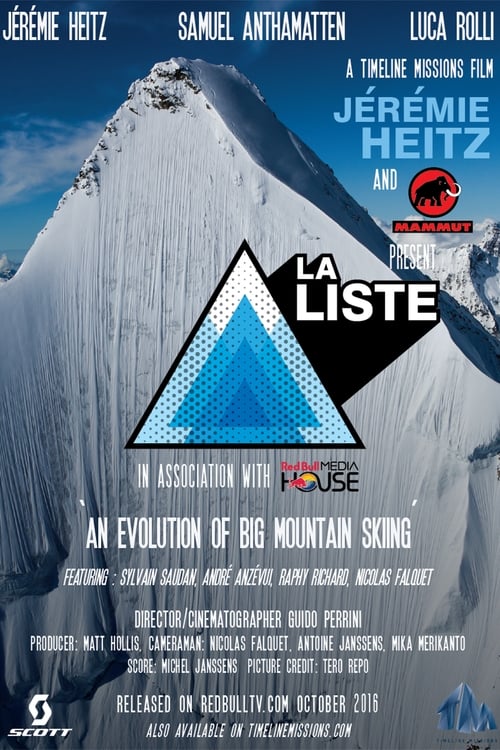 JÉRÉMIE HEITZ SAMUEL ANTHAMATTEN LUCA ROLLI
A TIMELINE MISSIONS FILM
JÉRÉMIE
HEITZ
AND
MAMMUT
PRESENT
LA
LISTE
IN ASSOCIATION WITH Red Bull MEDIA
HOUSE
'AN EVOLUTION OF BIG MOUNTAIN SKIING'
FEATURING : SYLVAIN SAUDAN, ANDRÉ ANZÉVUI, RAPHY RICHARD, NICOLAS FALQUET
DIRECTOR/CINEMATOGRAPHER GUIDO PERRINI
PRODUCER: MATT HOLLIS, CAMERAMAN: NICOLAS FALQUET, ANTOINE JANSSENS, MIKA MERIKANTO
SCORE: MICHEL JANSSENS PICTURE CREDIT: TERO REPO
RELEASED ON REDBULLTV.COM OCTOBER 2016
ALSO AVAILABLE ON TIMELINEMISSIONS.COM
SCOTT
TM
TIMELINE MISSIONS